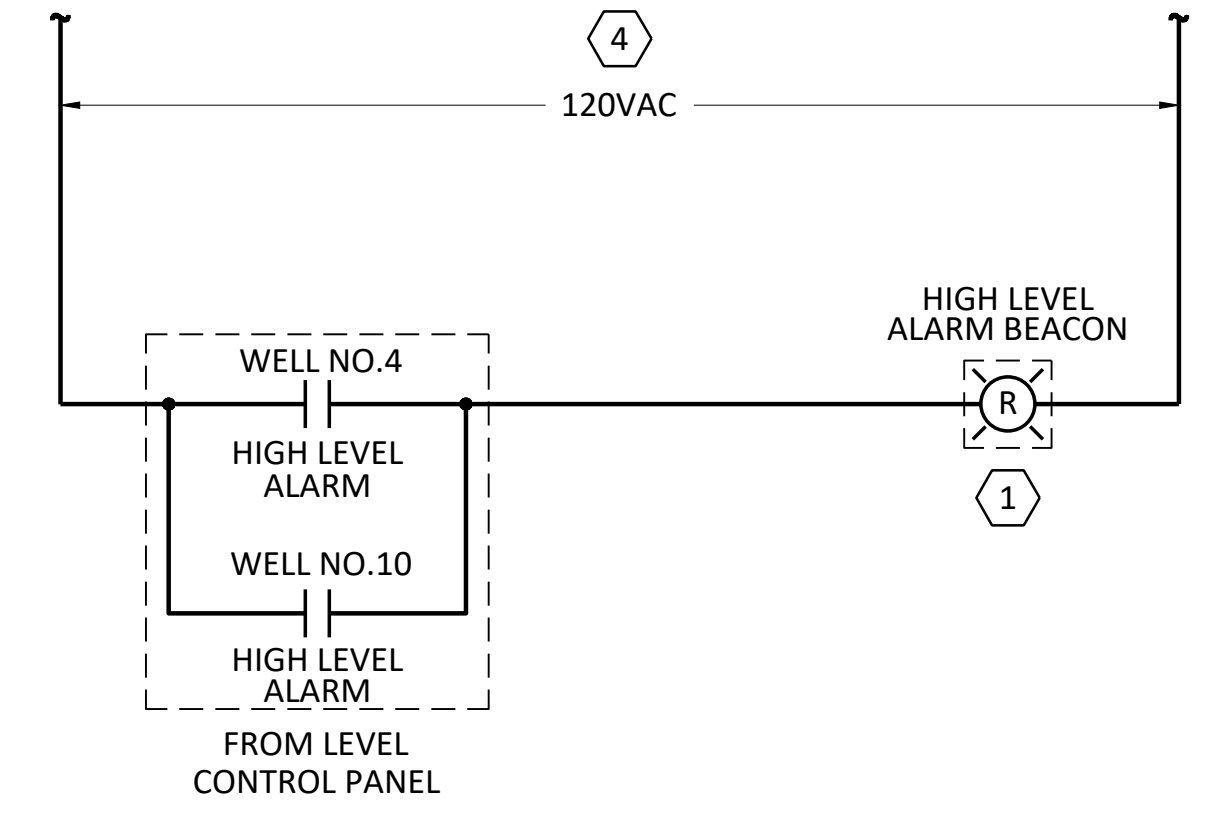 4
120VAC
HIGH LEVEL
ALARM BEACON
WELL NO.4
R
HIGH LEVEL
ALARM
1
WELL NO.10
HIGH LEVEL
ALARM
FROM LEVEL
CONTROL PANEL